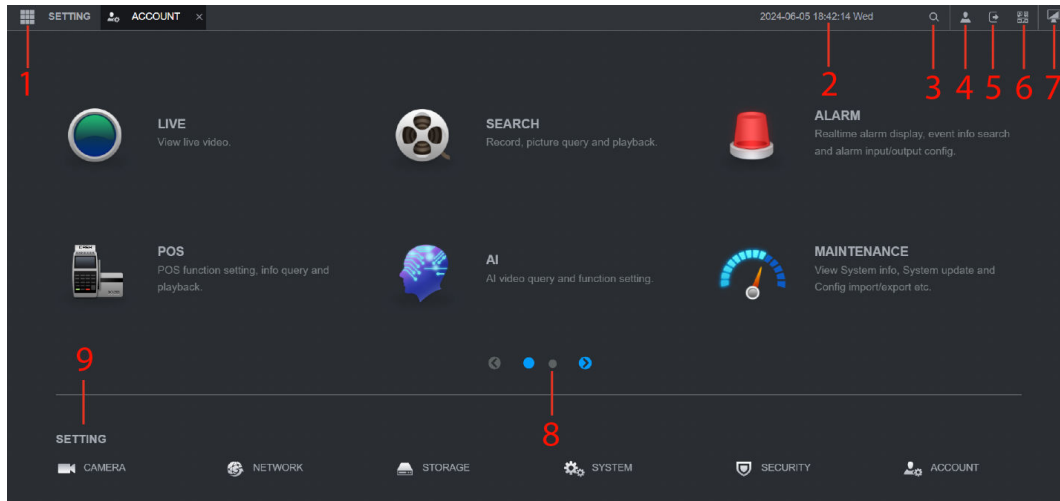 SETTING ACCOUNT × 2024-06-05 18:42:14 Wed
1 2 3 4 5 6 7
LIVE
View live video.
SEARCH
Record, picture query and playback.
ALARM
Realtime alarm display, event info search
and alarm input/output config.
POS
POS function setting, info query and
playback.
AI
AI video query and function setting.
MAINTENANCE
View System info, System update and
Config import/export etc.
9
8
SETTING
CAMERA NETWORK STORAGE SYSTEM SECURITY ACCOUNT